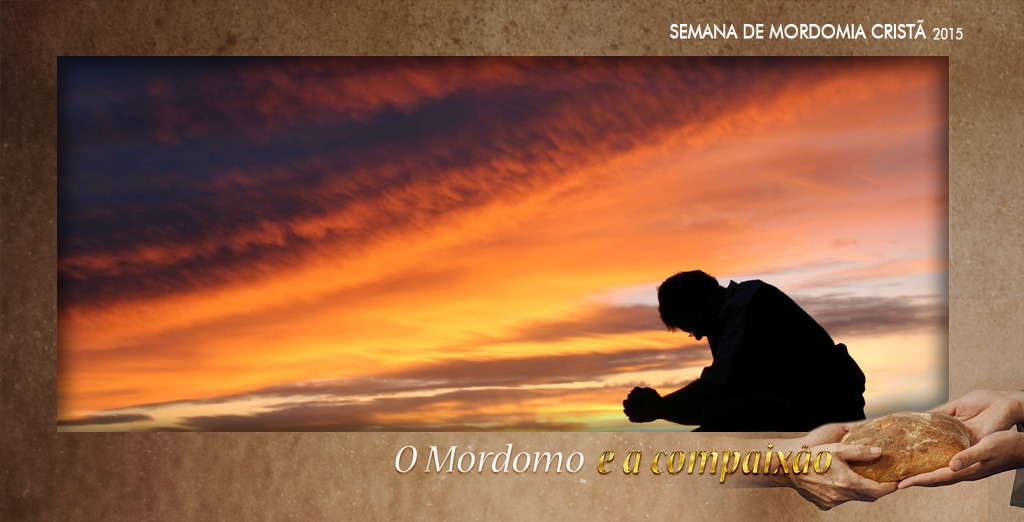 SEMANA DE MORDOMIA CRISTÃ 2015
O Mordomo e a compaixão